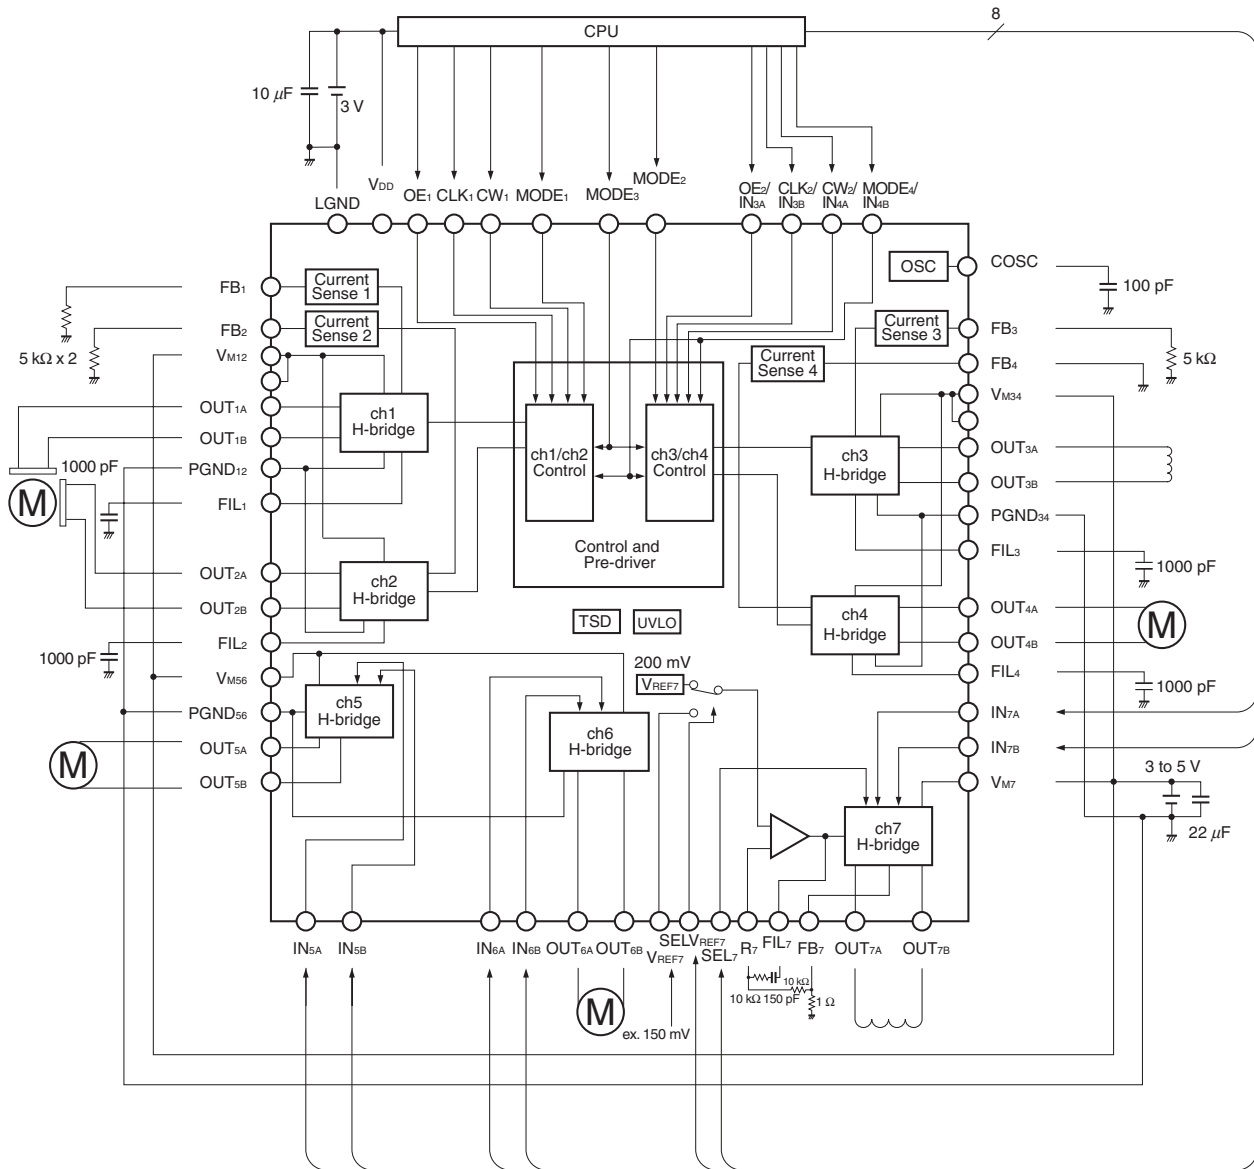 8
CPU
10 μF
3 V
VDD
LGND
OE1
CLK1
CW1
MODE1
MODE3
MODE2
OE2/
IN3A
CLK2/
IN3B
CW2/
IN4A
MODE4/
IN4B
FB1
Current
Sense 1
OSC
COSC
100 pF
FB2
Current
Sense 2
Current
Sense 3
FB3
5 kΩ x 2
VM12
Current
Sense 4
FB4
5 kΩ
VM34
OUT1A
OUT1B
ch1
H-bridge
ch1/ch2
Control
ch3/ch4
Control
ch3
H-bridge
OUT3A
OUT3B
1000 pF
PGND12
PGND34
M
FIL1
Control and
Pre-driver
FIL3
1000 pF
OUT2A
OUT2B
ch2
H-bridge
ch4
H-bridge
OUT4A
OUT4B
M
TSD
UVLO
FIL2
1000 pF
200 mV
VREF7
FIL4
1000 pF
VM56
PGND56
ch5
H-bridge
ch6
H-bridge
IN7A
IN7B
M
OUT5A
OUT5B
VM7
3 to 5 V
22 μF
ch7
H-bridge
IN5A
IN5B
IN6A
IN6B
OUT6A
OUT6B
VREF7
SELVREF7
SEL7
R7
FIL7
FB7
OUT7A
OUT7B
10 kΩ
10 kΩ 150 pF
1 Ω
M
ex. 150 mV